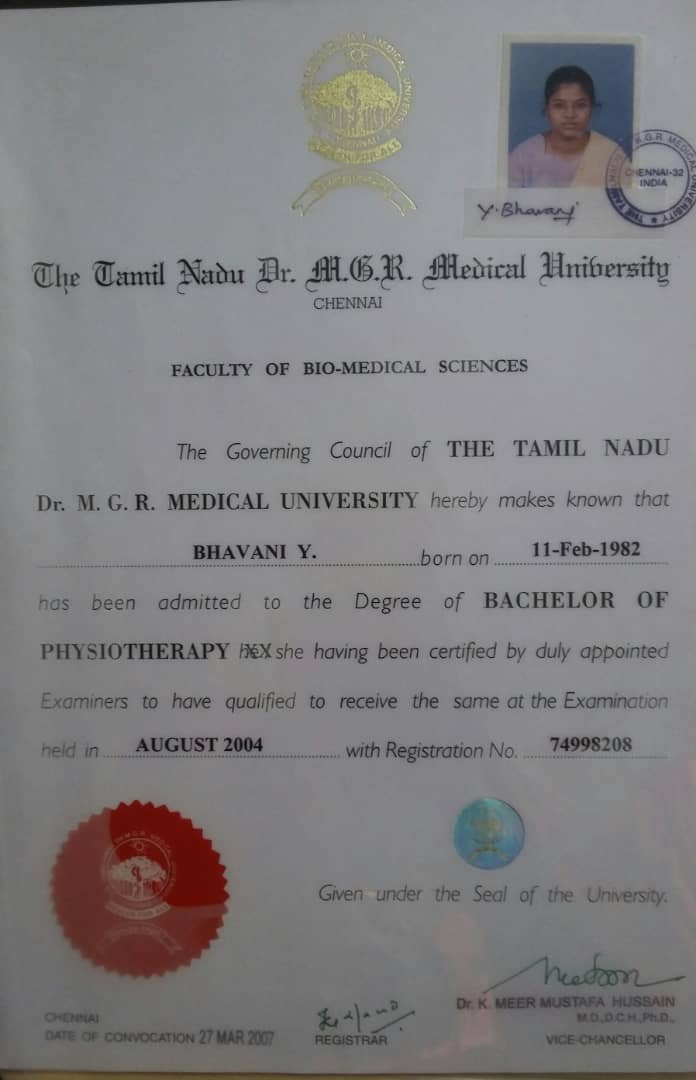 Y. Bhavani
CHENNAI-32
INDIA
The Tamil Nadu Dr. M.G.R. Medical University
CHENNAI
FACULTY OF BIO-MEDICAL SCIENCES
The Governing Council of THE TAMIL NADU
Dr. M. G. R. MEDICAL UNIVERSITY hereby makes known that
BHAVANI Y. born on 11-Feb-1982
has been admitted to the Degree of BACHELOR OF
PHYSIOTHERAPY he she having been certified by duly appointed
Examiners to have qualified to receive the same at the Examination
held in AUGUST 2004 with Registration No. 74998208
Given under the Seal of the University.
Dr. K. MEER MUSTAFA HUSSAIN
M.D., D.C.H., Ph.D.,
CHENNAI
DATE OF CONVOCATION 27 MAR 2007
REGISTRAR
VICE-CHANCELLOR